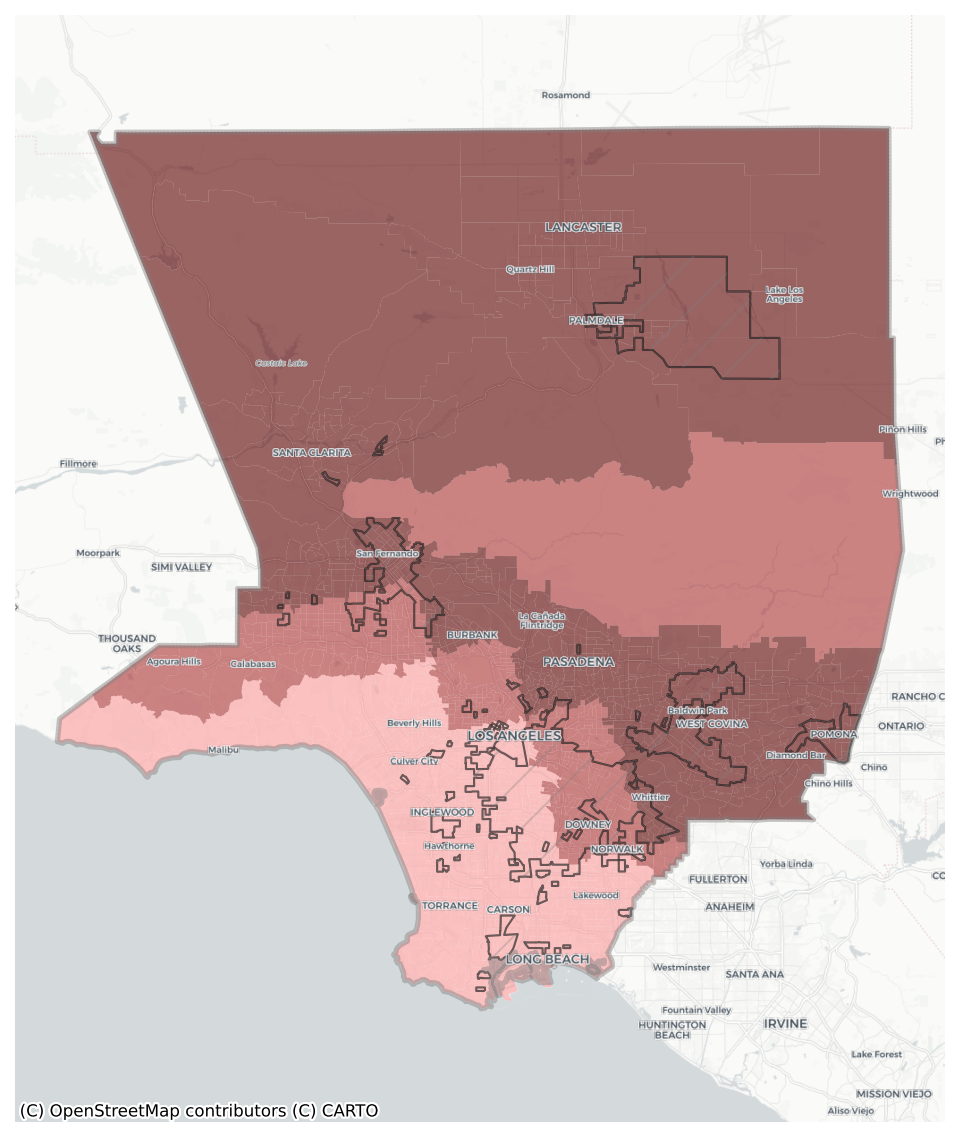 Rosamond
LANCASTER
Quartz Hill
Lake Los
Angeles
PALMDALE
Castaic Lake
Piñon Hills
Ph
SANTA CLARITA
Fillmore
Wrightwood
Moorpark
San Fernando
SIMI VALLEY
La Cañada
Flintridge
THOUSAND
OAKS
BURBANK
Agoura Hills
Calabasas
PASADENA
RANCHO C
Baldwin Park
Beverly Hills
WEST COVINA
ONTARIO
LOS ANGELES
POMONA
Malibu
Diamond Bar
Culver City
Chino
Chino Hills
Whittier
INGLEWOOD
DOWNEY
Hawthorne
NORWALK
Yorba Linda
CO
FULLERTON
Lakewood
TORRANCE
CARSON
ANAHEIM
LONG BEACH
Westminster
SANTA ANA
Fountain Valley
HUNTINGTON
BEACH
IRVINE
Lake Forest
MISSION VIEJO
Aliso Viejo
(C) OpenStreetMap contributors (C) CARTO